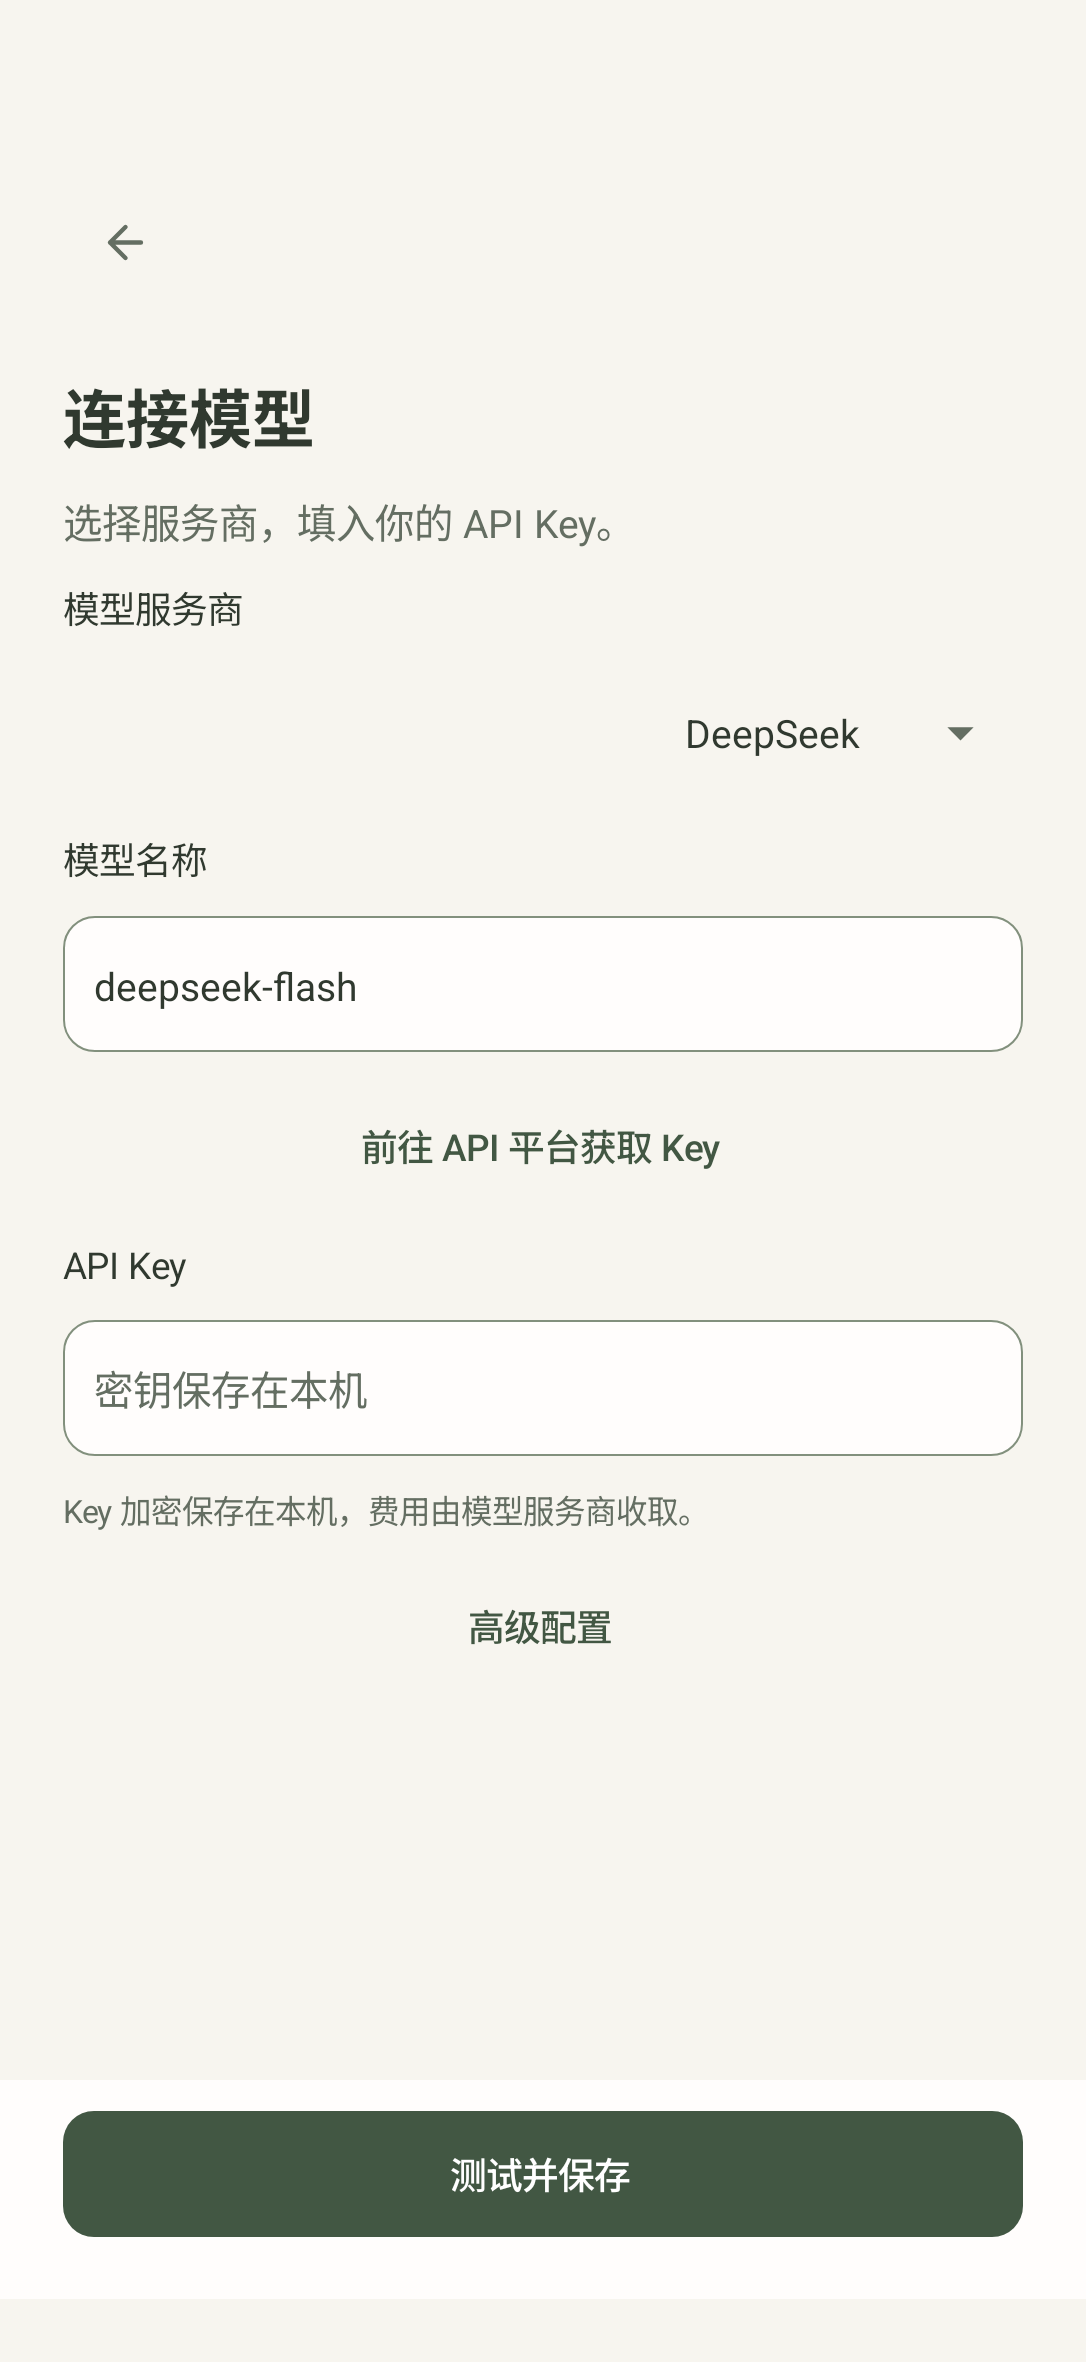 连接模型
选择服务商，填入你的 API Key。
模型服务商
DeepSeek
模型名称
deepseek-flash
前往 API 平台获取 Key
API Key
密钥保存在本机
Key 加密保存在本机，费用由模型服务商收取。
高级配置
测试并保存